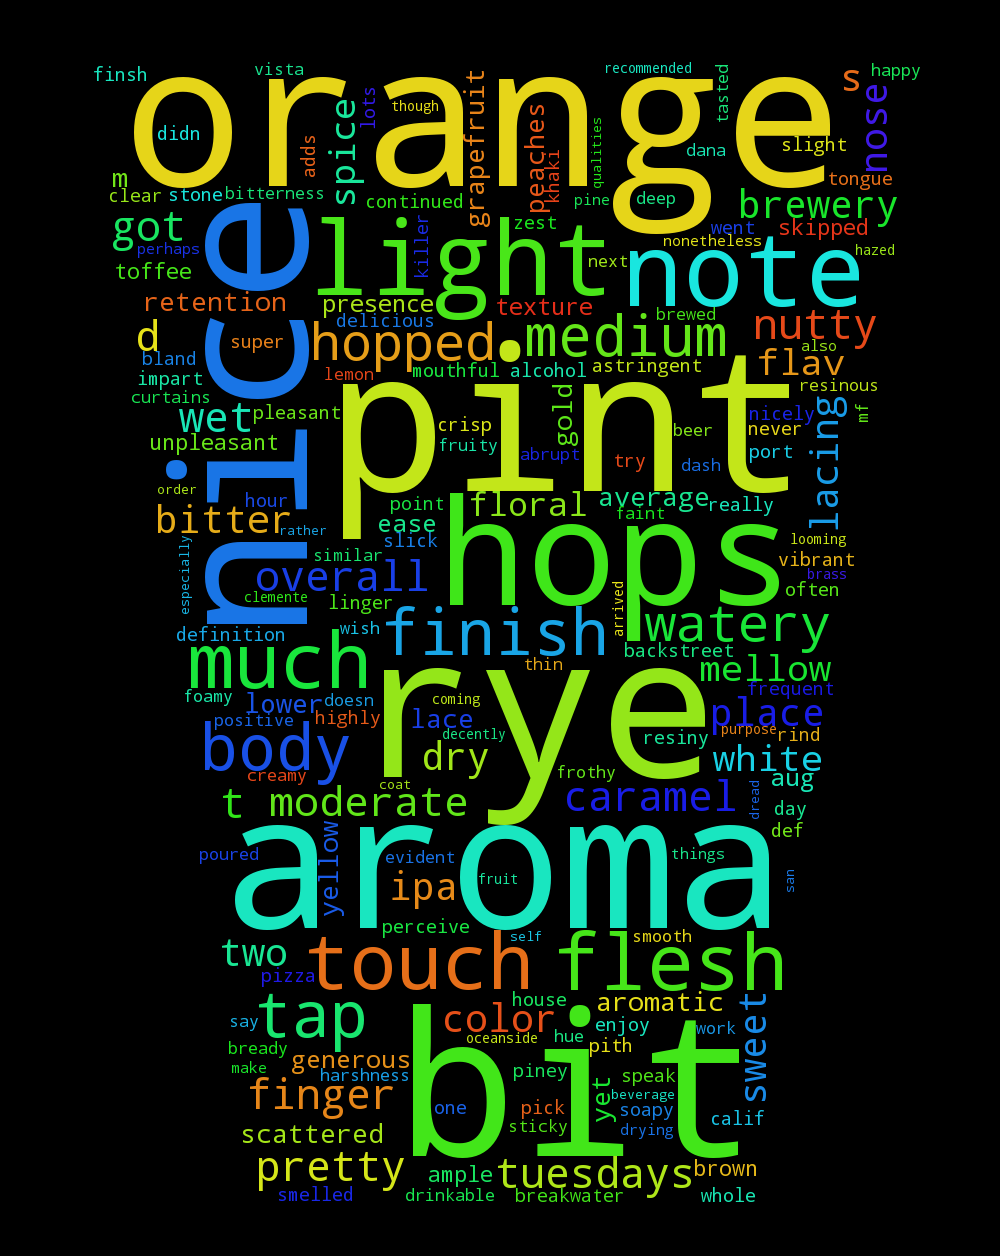 finsh
vista
recommended
happy
orange
s
nose
lots
though
grapefruit
tasted
spice
didn
adds
peaches
khaki
qualities
dana
slight
m
tongue
clear
stone
bitterness
continued
pine
deep
brewery
got
perhaps
killer
zest
went
nonetheless
skipped
hazed
nice
light
next
note
toffee
retention
presence
texture
delicious
brewed
d
super
hopped
medium
nutty
also
bland
impart
lemon
mouthful
alcohol
astringent
flav
resinous
curtains
wet
pleasant
pint
crisp
gold
nicely
never
mf
lacing
unpleasant
fruity
abrupt
try
beer
dash
port
order
hour
point
floral
average
really
bitter
rather
ease
slick
hops
faint
looming
vibrant
especially
similar
overall
brass
clemente
linger
arrived
often
definition
wish
finish
watery
backstreet
much
thin
mellow
foamy
lower
doesn
rye
coming
frequent
positive
highly
lace
decently
place
purpose
rind
body
dry
resiny
white
creamy
coat
frothy
aug
t
moderate
caramel
dread
day
def
poured
yellow
evident
aroma
things
ipa
fruit
san
perceive
two
self
smooth
pizza
touch
flesh
tap
house
aromatic
sweet
say
color
oceanside
hue
enjoy
work
bready
make
generous
harshness
bit
pith
piney
speak
yet
beverage
finger
one
pick
soapy
calif
sticky
drying
scattered
pretty
ample
tuesdays
brown
smelled
drinkable
breakwater
whole